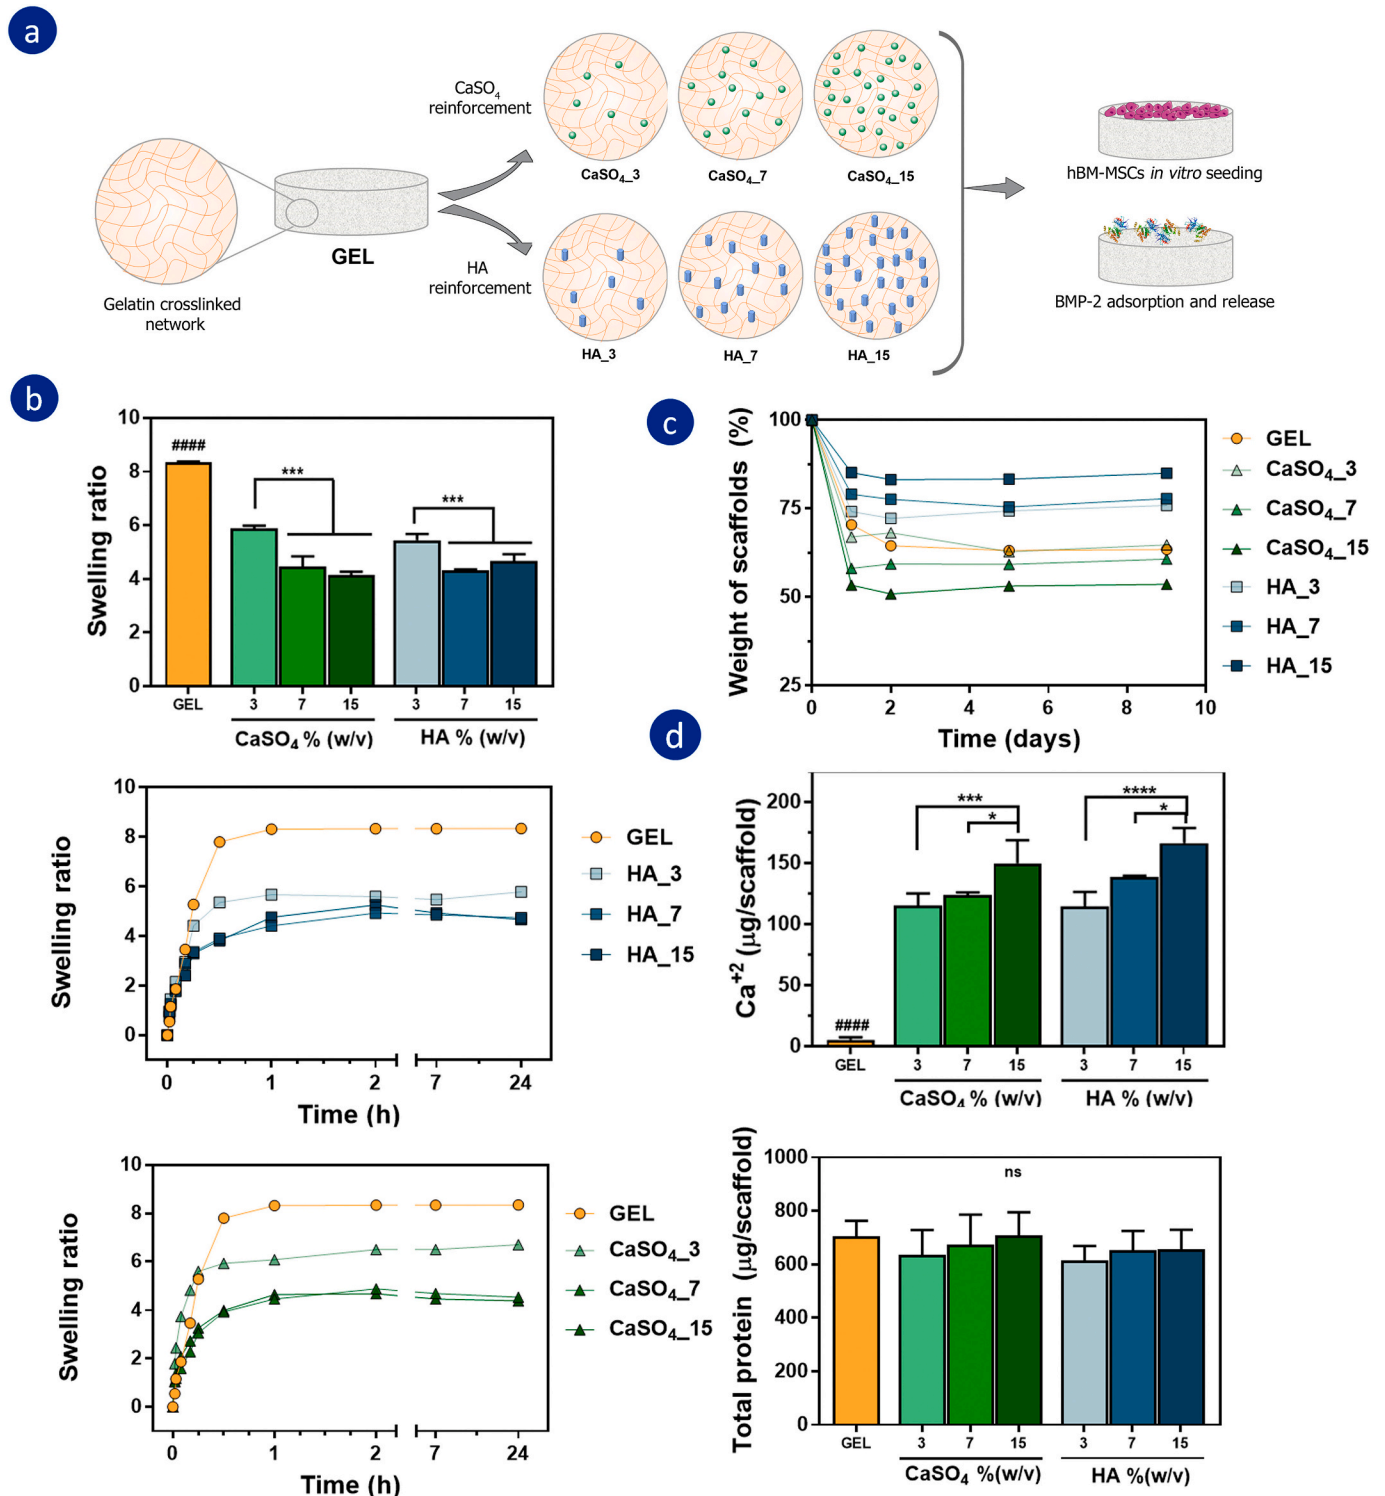 a
CaSO4
reinforcement
HA
reinforcement
Gelatin crosslinked
network
GEL
CaSO4_3
CaSO4_7
CaSO4_15
HA_3
HA_7
HA_15
hBM-MSCs in vitro seeding
BMP-2 adsorption and release
b
Swelling ratio
10
8
6
4
2
0
####
***
***
GEL
3
7
15
3
7
15
CaSO4 % (w/v)
HA % (w/v)
c
Weight of scaffolds (%)
100
75
50
25
0
2
4
6
8
10
Time (days)
GEL
CaSO4_3
CaSO4_7
CaSO4_15
HA_3
HA_7
HA_15
Swelling ratio
10
8
6
4
2
0
0
1
2
7
24
Time (h)
GEL
HA_3
HA_7
HA_15
d
Ca+2 (µg/scaffold)
200
150
100
50
0
####
***
*
****
*
GEL
3
7
15
3
7
15
CaSO4 % (w/v)
HA % (w/v)
Swelling ratio
10
8
6
4
2
0
0
1
2
7
24
Time (h)
GEL
CaSO4_3
CaSO4_7
CaSO4_15
Total protein (µg/scaffold)
1000
800
600
400
200
0
ns
GEL
3
7
15
3
7
15
CaSO4 %(w/v)
HA %(w/v)